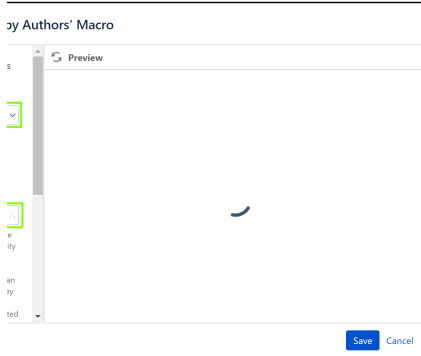 by Authors' Macro
Preview
s
e
ity
an
ey
ted
Save Cancel